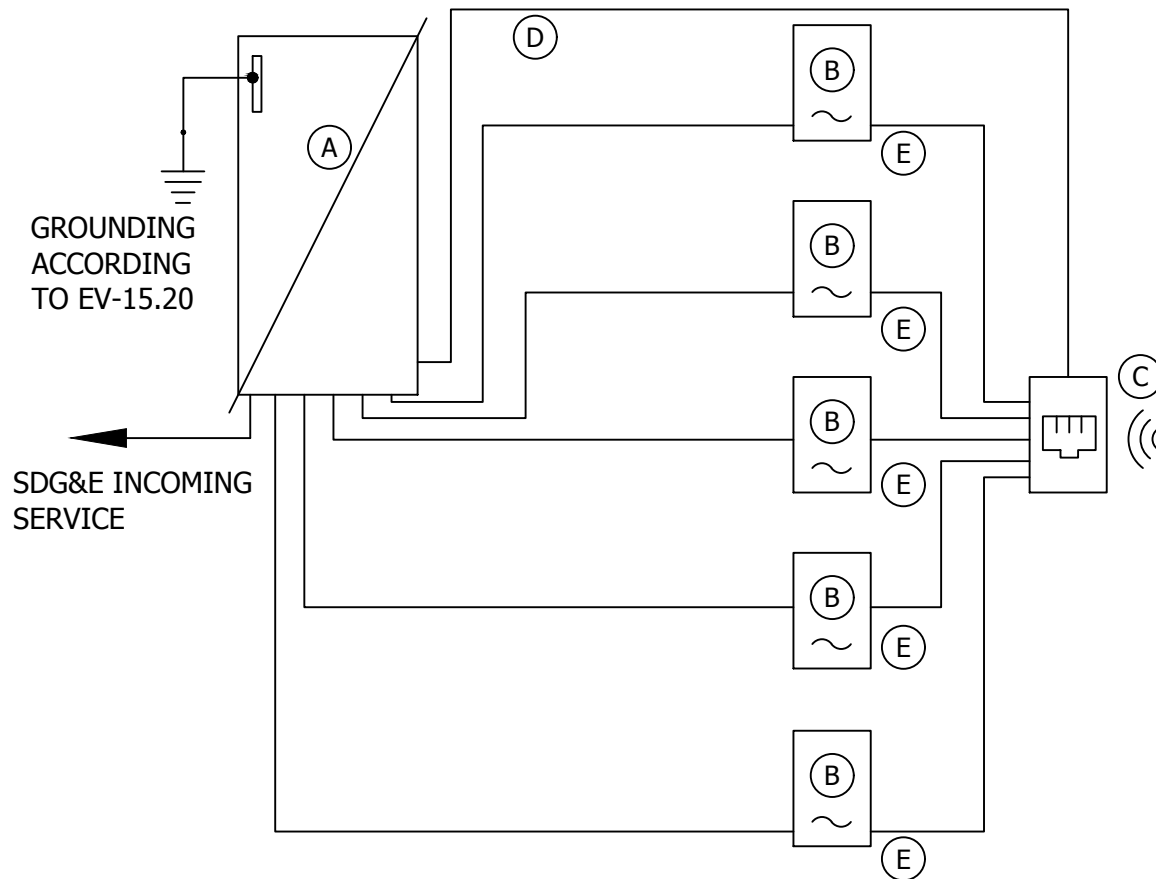 D
B
A
E
GROUNDING
ACCORDING
TO EV-15.20
B
E
C
B
SDG&E INCOMING
SERVICE
E
B
E
B
E